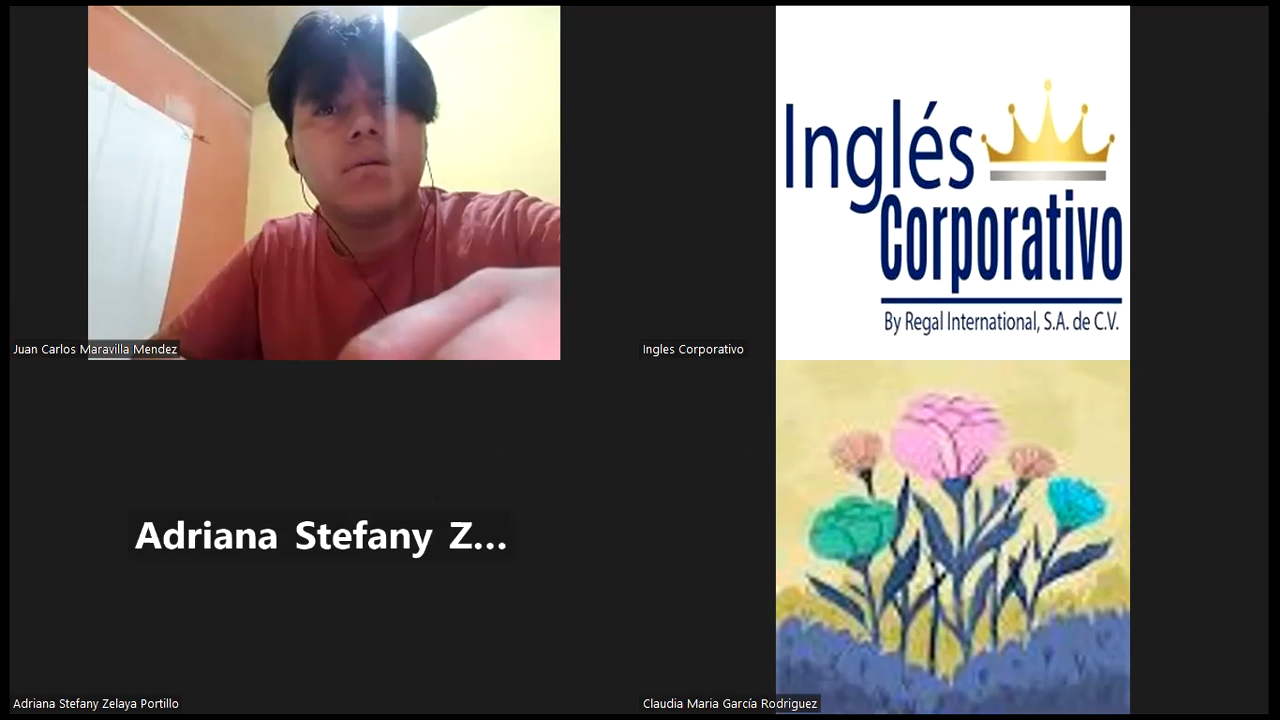 Juan Carlos Maravilla Mendez
Inglés
Corporativo
By Regal International, S.A. de C.V.
Ingles Corporativo
Adriana Stefany Z...
Adriana Stefany Zelaya Portillo
Claudia Maria García Rodriguez